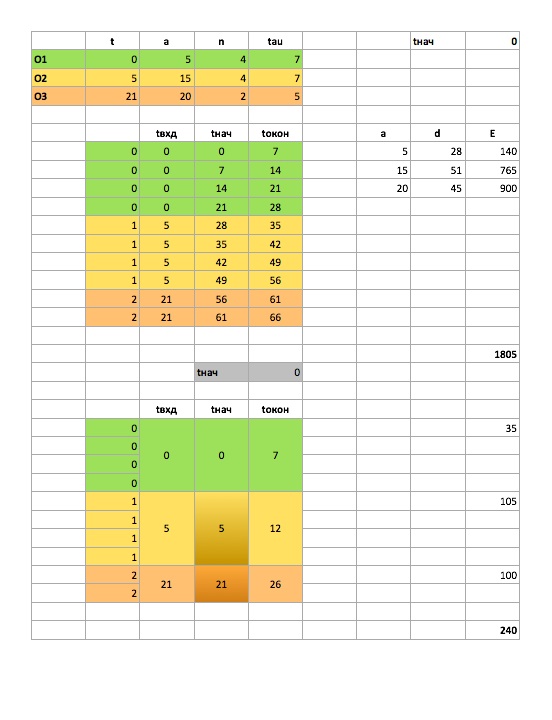 t a n tau tнач 0
O1 0 5 4 7
O2 5 15 4 7
O3 21 20 2 5
tвхд tнач tокон a d E
0 0 0 7 5 28 140
0 0 7 14 15 51 765
0 0 14 21 20 45 900
0 0 21 28
1 5 28 35
1 5 35 42
1 5 42 49
1 5 49 56
2 21 56 61
2 21 61 66
1805
tнач 0
tвхд tнач tокон
0 35
0
0 0 7
0
0
1 105
1
5 5 12
1
1
2 100
21 21 26
2
240